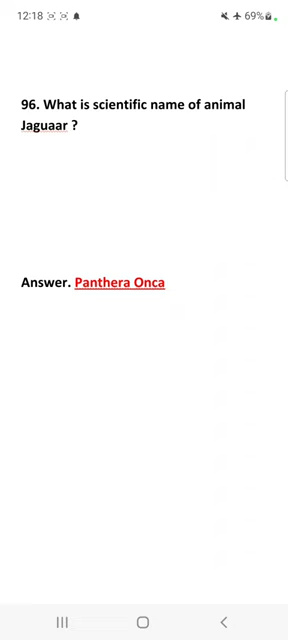 12:18 69%
96. What is scientific name of animal
Jaguaar ?
Answer. Panthera Onca